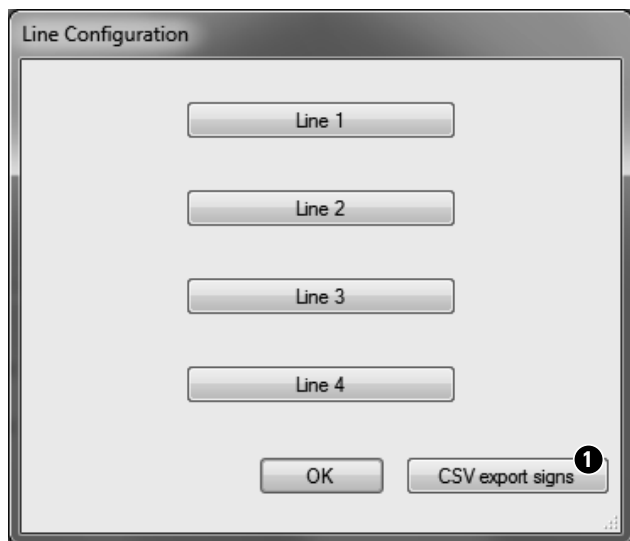 Line Configuration
Line 1
Line 2
Line 3
Line 4
1
OK
CSV export signs